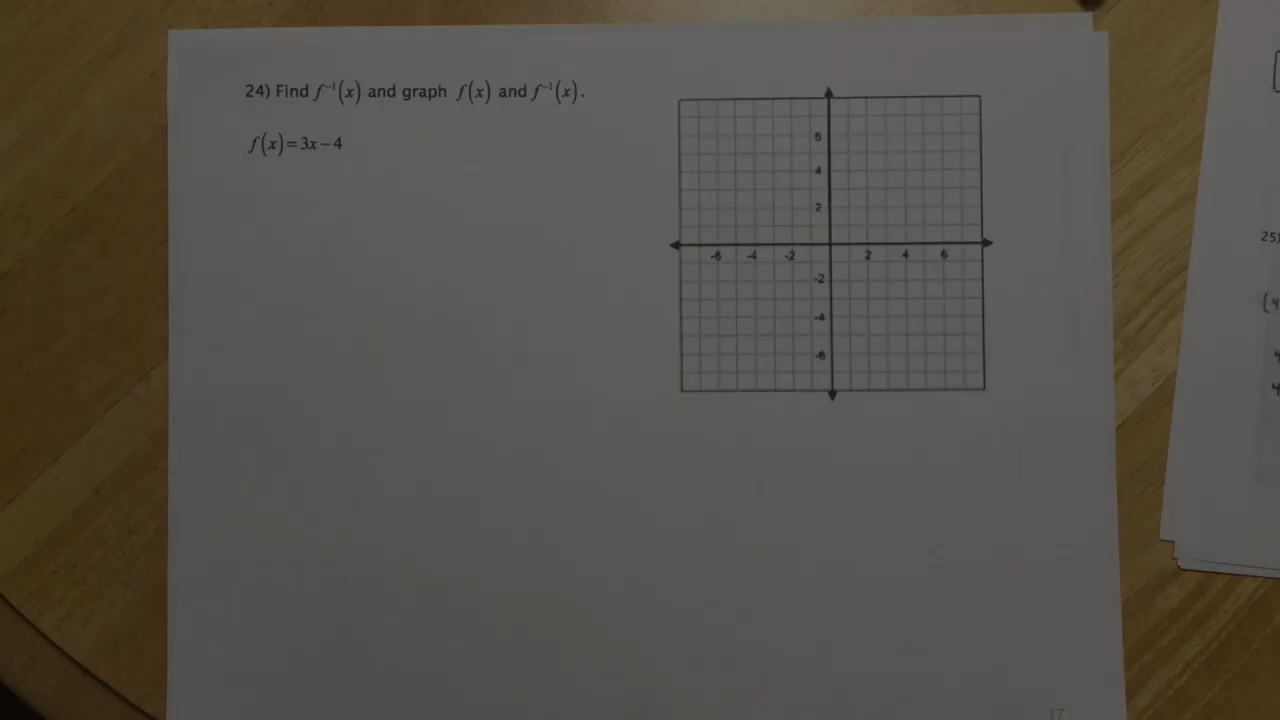 24) Find f⁻¹(x) and graph f(x) and f⁻¹(x).
f(x)=3x−4
6
4
2
-6 -4 -2 2 4 6
-2
-4
-6
25)
17